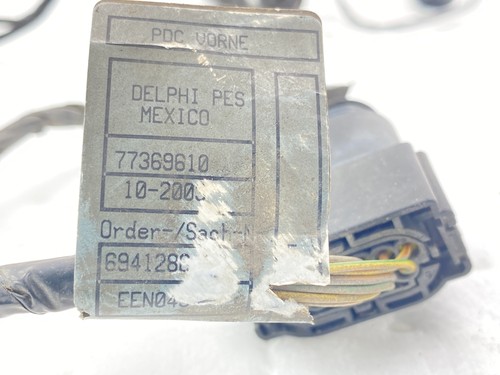 PDC VORNE
DELPHI PES
MEXICO
77369610
10-200
Order-/Sach-N
694128
EEN04